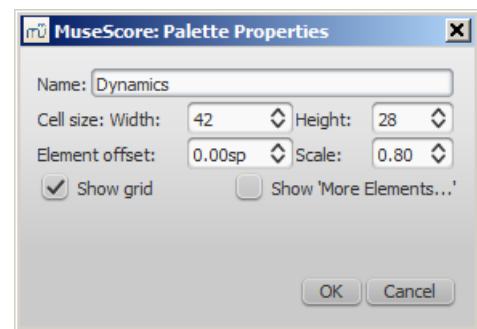 mű MuseScore: Palette Properties
Name: Dynamics
Cell size: Width: 42 Height: 28
Element offset: 0.00sp Scale: 0.80
Show grid Show 'More Elements...'
OK Cancel